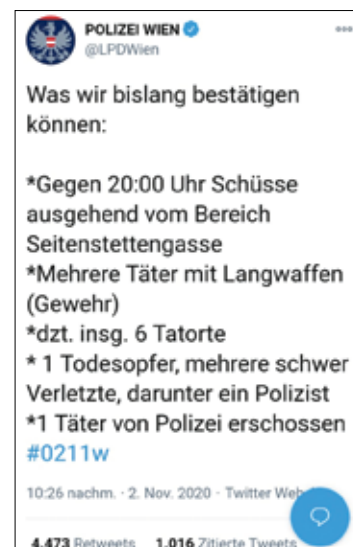 POLIZEI WIEN
@LPDWien
Was wir bislang bestätigen
können:
*Gegen 20:00 Uhr Schüsse
ausgehend vom Bereich
Seitenstettengasse
*Mehrere Täter mit Langwaffen
(Gewehr)
*dzt. insg. 6 Tatorte
* 1 Todesopfer, mehrere schwer
Verletzte, darunter ein Polizist
*1 Täter von Polizei erschossen
#0211w
10:26 nachm. · 2. Nov. 2020 · Twitter Web
4.473 Retweets 1.016 Zitierte Tweets